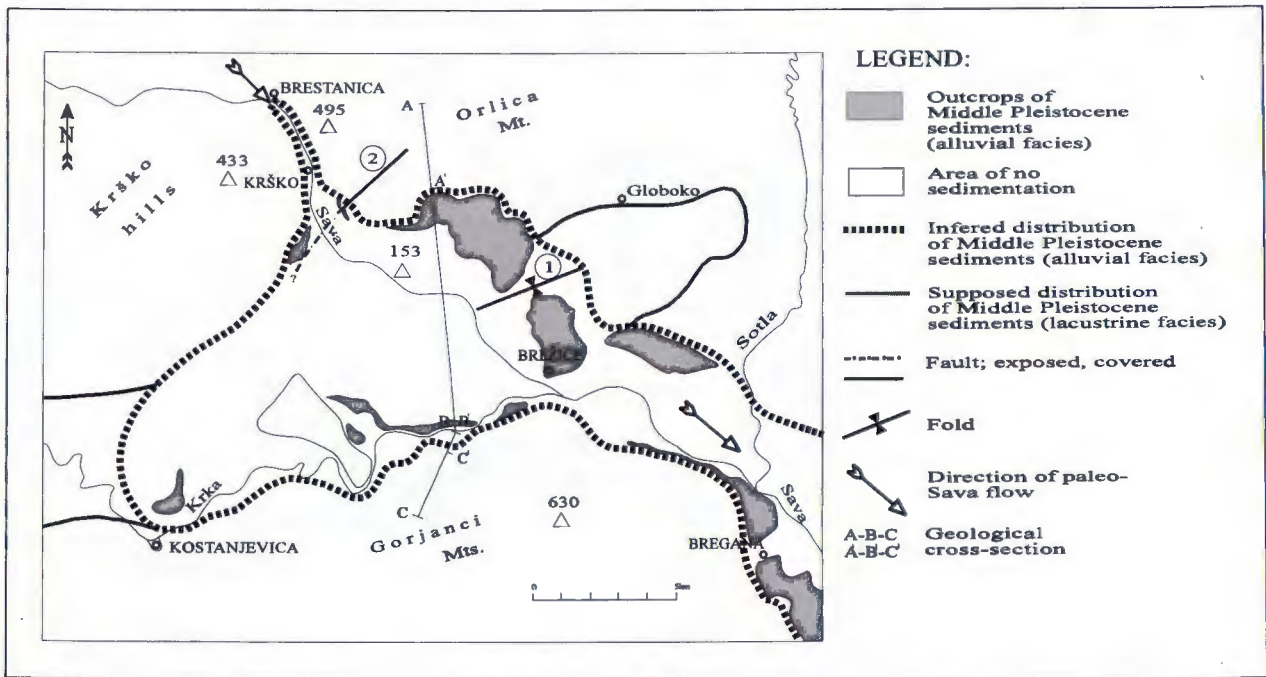 LEGEND:
Outcrops of
Middle Pleistocene
sediments
(alluvial facies)
Area of no
sedimentation
Infered distribution
of Middle Pleistocene
sediments (alluvial facies)
Supposed distribution
of Middle Pleistocene
sediments (lacustrine facies)
Fault; exposed, covered
Fold
Direction of paleo-
Sava flow
A-B-C Geological
A-B'-C' cross-section
BRESTANICA
495
A
Orlica
Mt.
N
433
KRŠKO
2
A'
Globoko
Krško
hills
Sava
153
1
?
BREŽICE
Sotla
B B'
C'
Krka
C
630
Sava
KOSTANJEVICA
Gorjanci
Mts.
BREGANA
0
5km